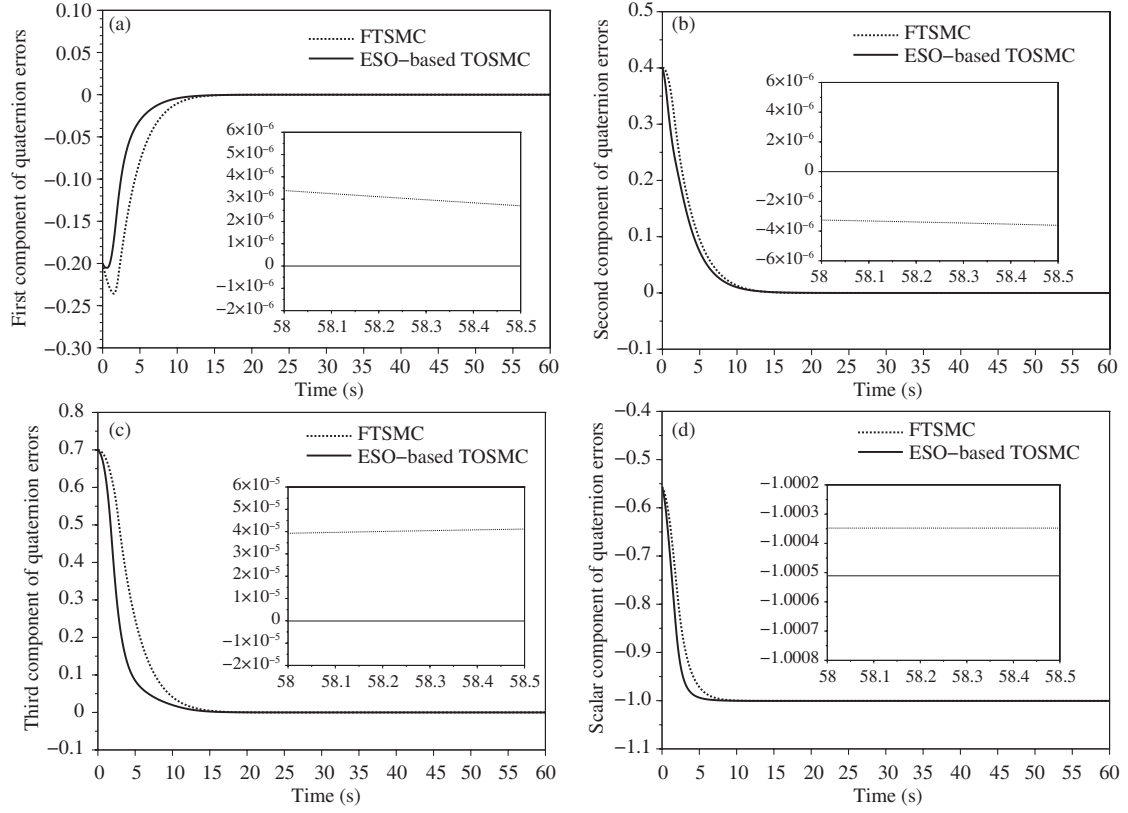 (a)
FTSMC
ESO−based TOSMC
First component of quaternion errors
0.10
0.05
0
−0.05
−0.10
−0.15
−0.20
−0.25
−0.30
6×10⁻⁶
5×10⁻⁶
4×10⁻⁶
3×10⁻⁶
2×10⁻⁶
1×10⁻⁶
0
−1×10⁻⁶
−2×10⁻⁶
58 58.1 58.2 58.3 58.4 58.5
0 5 10 15 20 25 30 35 40 45 50 55 60
Time (s)
(b)
FTSMC
ESO−based TOSMC
Second component of quaternion errors
0.5
0.4
0.3
0.2
0.1
0
−0.1
6×10⁻⁶
4×10⁻⁶
2×10⁻⁶
0
−2×10⁻⁶
−4×10⁻⁶
−6×10⁻⁶
58 58.1 58.2 58.3 58.4 58.5
0 5 10 15 20 25 30 35 40 45 50 55 60
Time (s)
(c)
FTSMC
ESO−based TOSMC
Third component of quaternion errors
0.8
0.7
0.6
0.5
0.4
0.3
0.2
0.1
0
−0.1
6×10⁻⁵
5×10⁻⁵
4×10⁻⁵
5×10⁻⁵
2×10⁻⁵
1×10⁻⁵
0
−1×10⁻⁵
−2×10⁻⁵
58 58.1 58.2 58.3 58.4 58.5
0 5 10 15 20 25 30 35 40 45 50 55 60
Time (s)
(d)
FTSMC
ESO−based TOSMC
Scalar component of quaternion errors
−0.4
−0.5
−0.6
−0.7
−0.8
−0.9
−1.0
−1.1
−1.0002
−1.0003
−1.0004
−1.0005
−1.0006
−1.0007
−1.0008
58 58.1 58.2 58.3 58.4 58.5
0 5 10 15 20 25 30 35 40 45 50 55 60
Time (s)